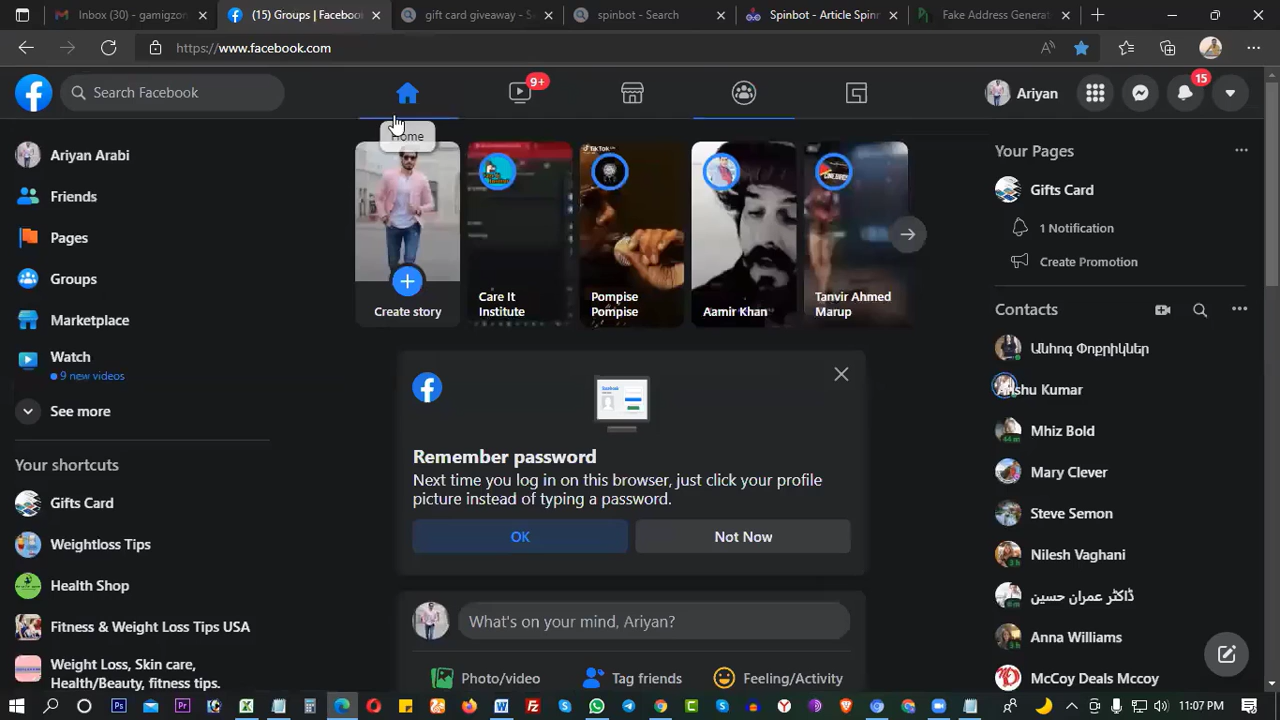 Inbox (30) - gamigzon
(15) Groups | Facebook
gift card giveaway - S
spinbot - Search
Spinbot - Article Spinn
Fake Address Generat
https://www.facebook.com
Search Facebook
9+
Ariyan
15
Home
Ariyan Arabi
Friends
Pages
Groups
Marketplace
Watch
9 new videos
See more
Your shortcuts
Gifts Card
Weightloss Tips
Health Shop
Fitness & Weight Loss Tips USA
Weight Loss, Skin care,
Health/Beauty, fitness tips.
Create story
Care It
Institute
TikTok
Pompise
Pompise
Aamir Khan
Tanvir Ahmed
Marup
Remember password
Next time you log in on this browser, just click your profile
picture instead of typing a password.
OK
Not Now
What's on your mind, Ariyan?
Photo/video
Tag friends
Feeling/Activity
Your Pages
Gifts Card
1 Notification
Create Promotion
Contacts
Անհոգ Փոքրիկներ
Anshu Kumar
Mhiz Bold
44 m
Mary Clever
Steve Semon
Nilesh Vaghani
3 h
ڈاکٹر عمران حسین
Anna Williams
3 h
McCoy Deals Mccoy
11:07 PM